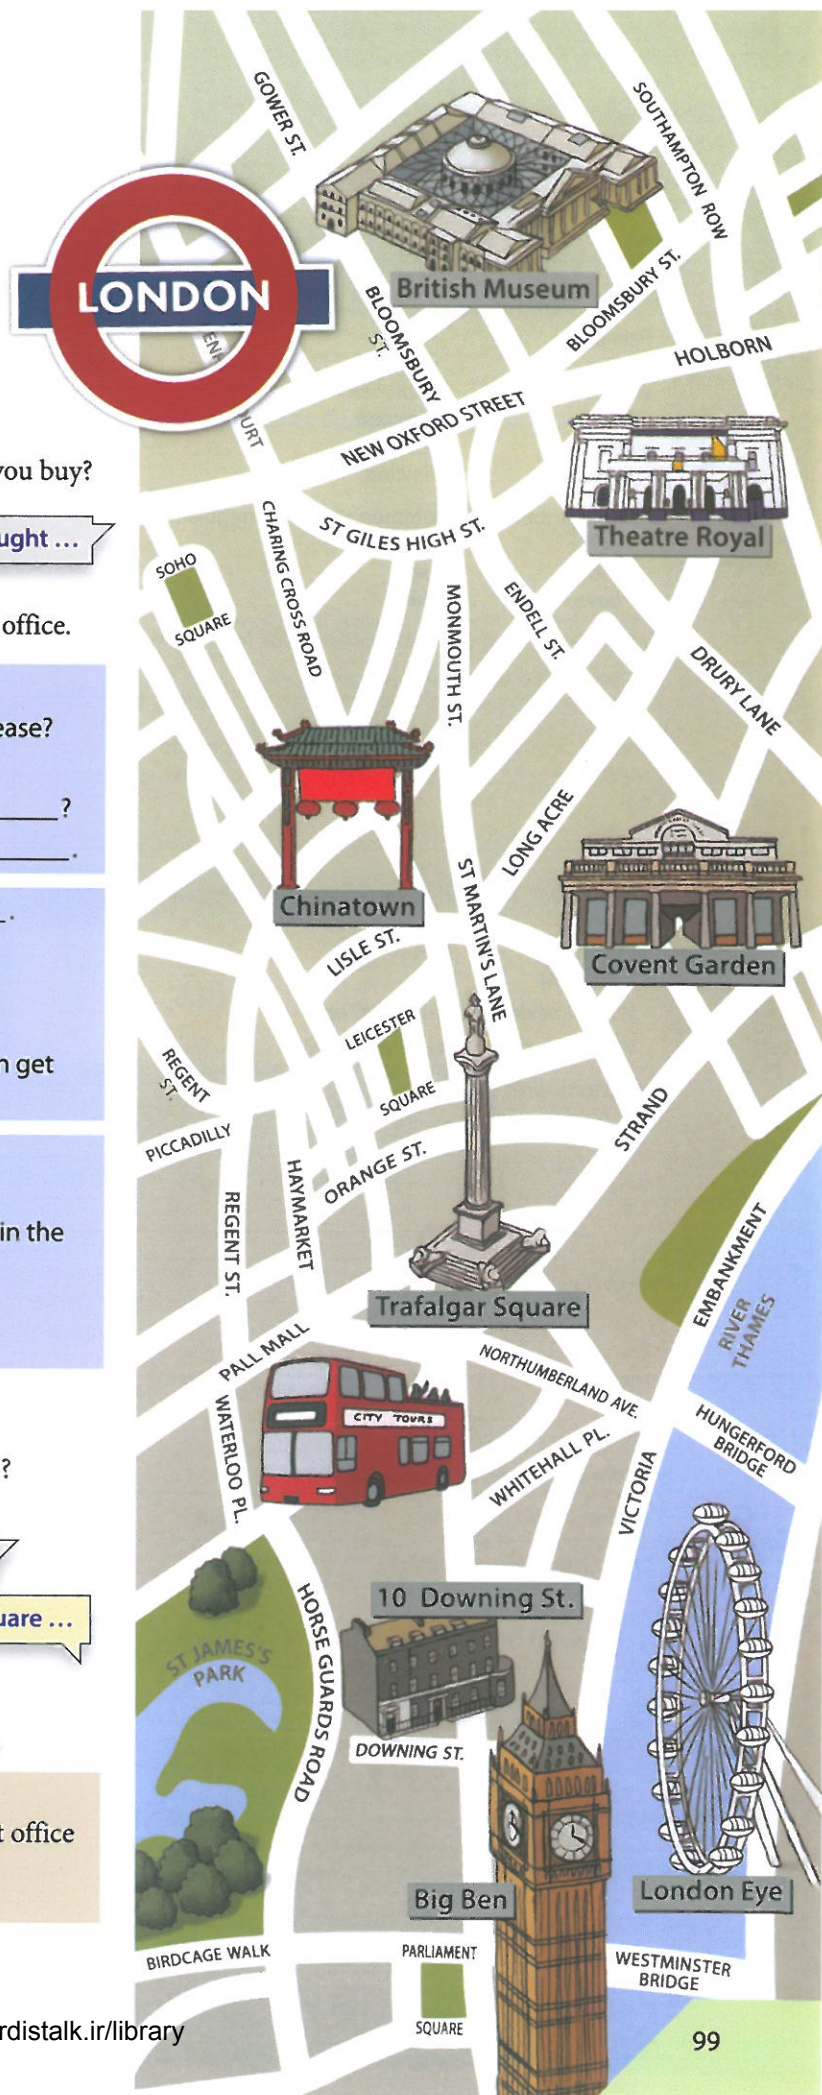 GOWER ST.
SOUTHAMPTON ROW
LONDON
British Museum
BLOOMSBURY
ST.
BLOOMSBURY ST.
HOLBORN
NEW OXFORD STREET
you buy?
ught ...
ST GILES HIGH ST.
Theatre Royal
CHARING CROSS ROAD
SOHO
SQUARE
MONMOUTH ST.
ENDELL ST.
office.
DRURY LANE
ease?
?
.
LONG ACRE
Chinatown
ST MARTIN'S LANE
Covent Garden
LISLE ST.
LEICESTER
SQUARE
n get
REGENT
ST.
PICCADILLY
STRAND
ORANGE ST.
HAYMARKET
REGENT ST.
in the
EMBANKMENT
RIVER
THAMES
Trafalgar Square
PALL MALL
NORTHUMBERLAND AVE.
CITY TOURS
WATERLOO PL.
HUNGERFORD
BRIDGE
WHITEHALL PL.
VICTORIA
?
10 Downing St.
uare ...
ST JAMES'S
PARK
HORSE GUARDS ROAD
DOWNING ST.
t office
London Eye
Big Ben
BIRDCAGE WALK
PARLIAMENT
SQUARE
WESTMINSTER
BRIDGE
rdistalk.ir/library
99